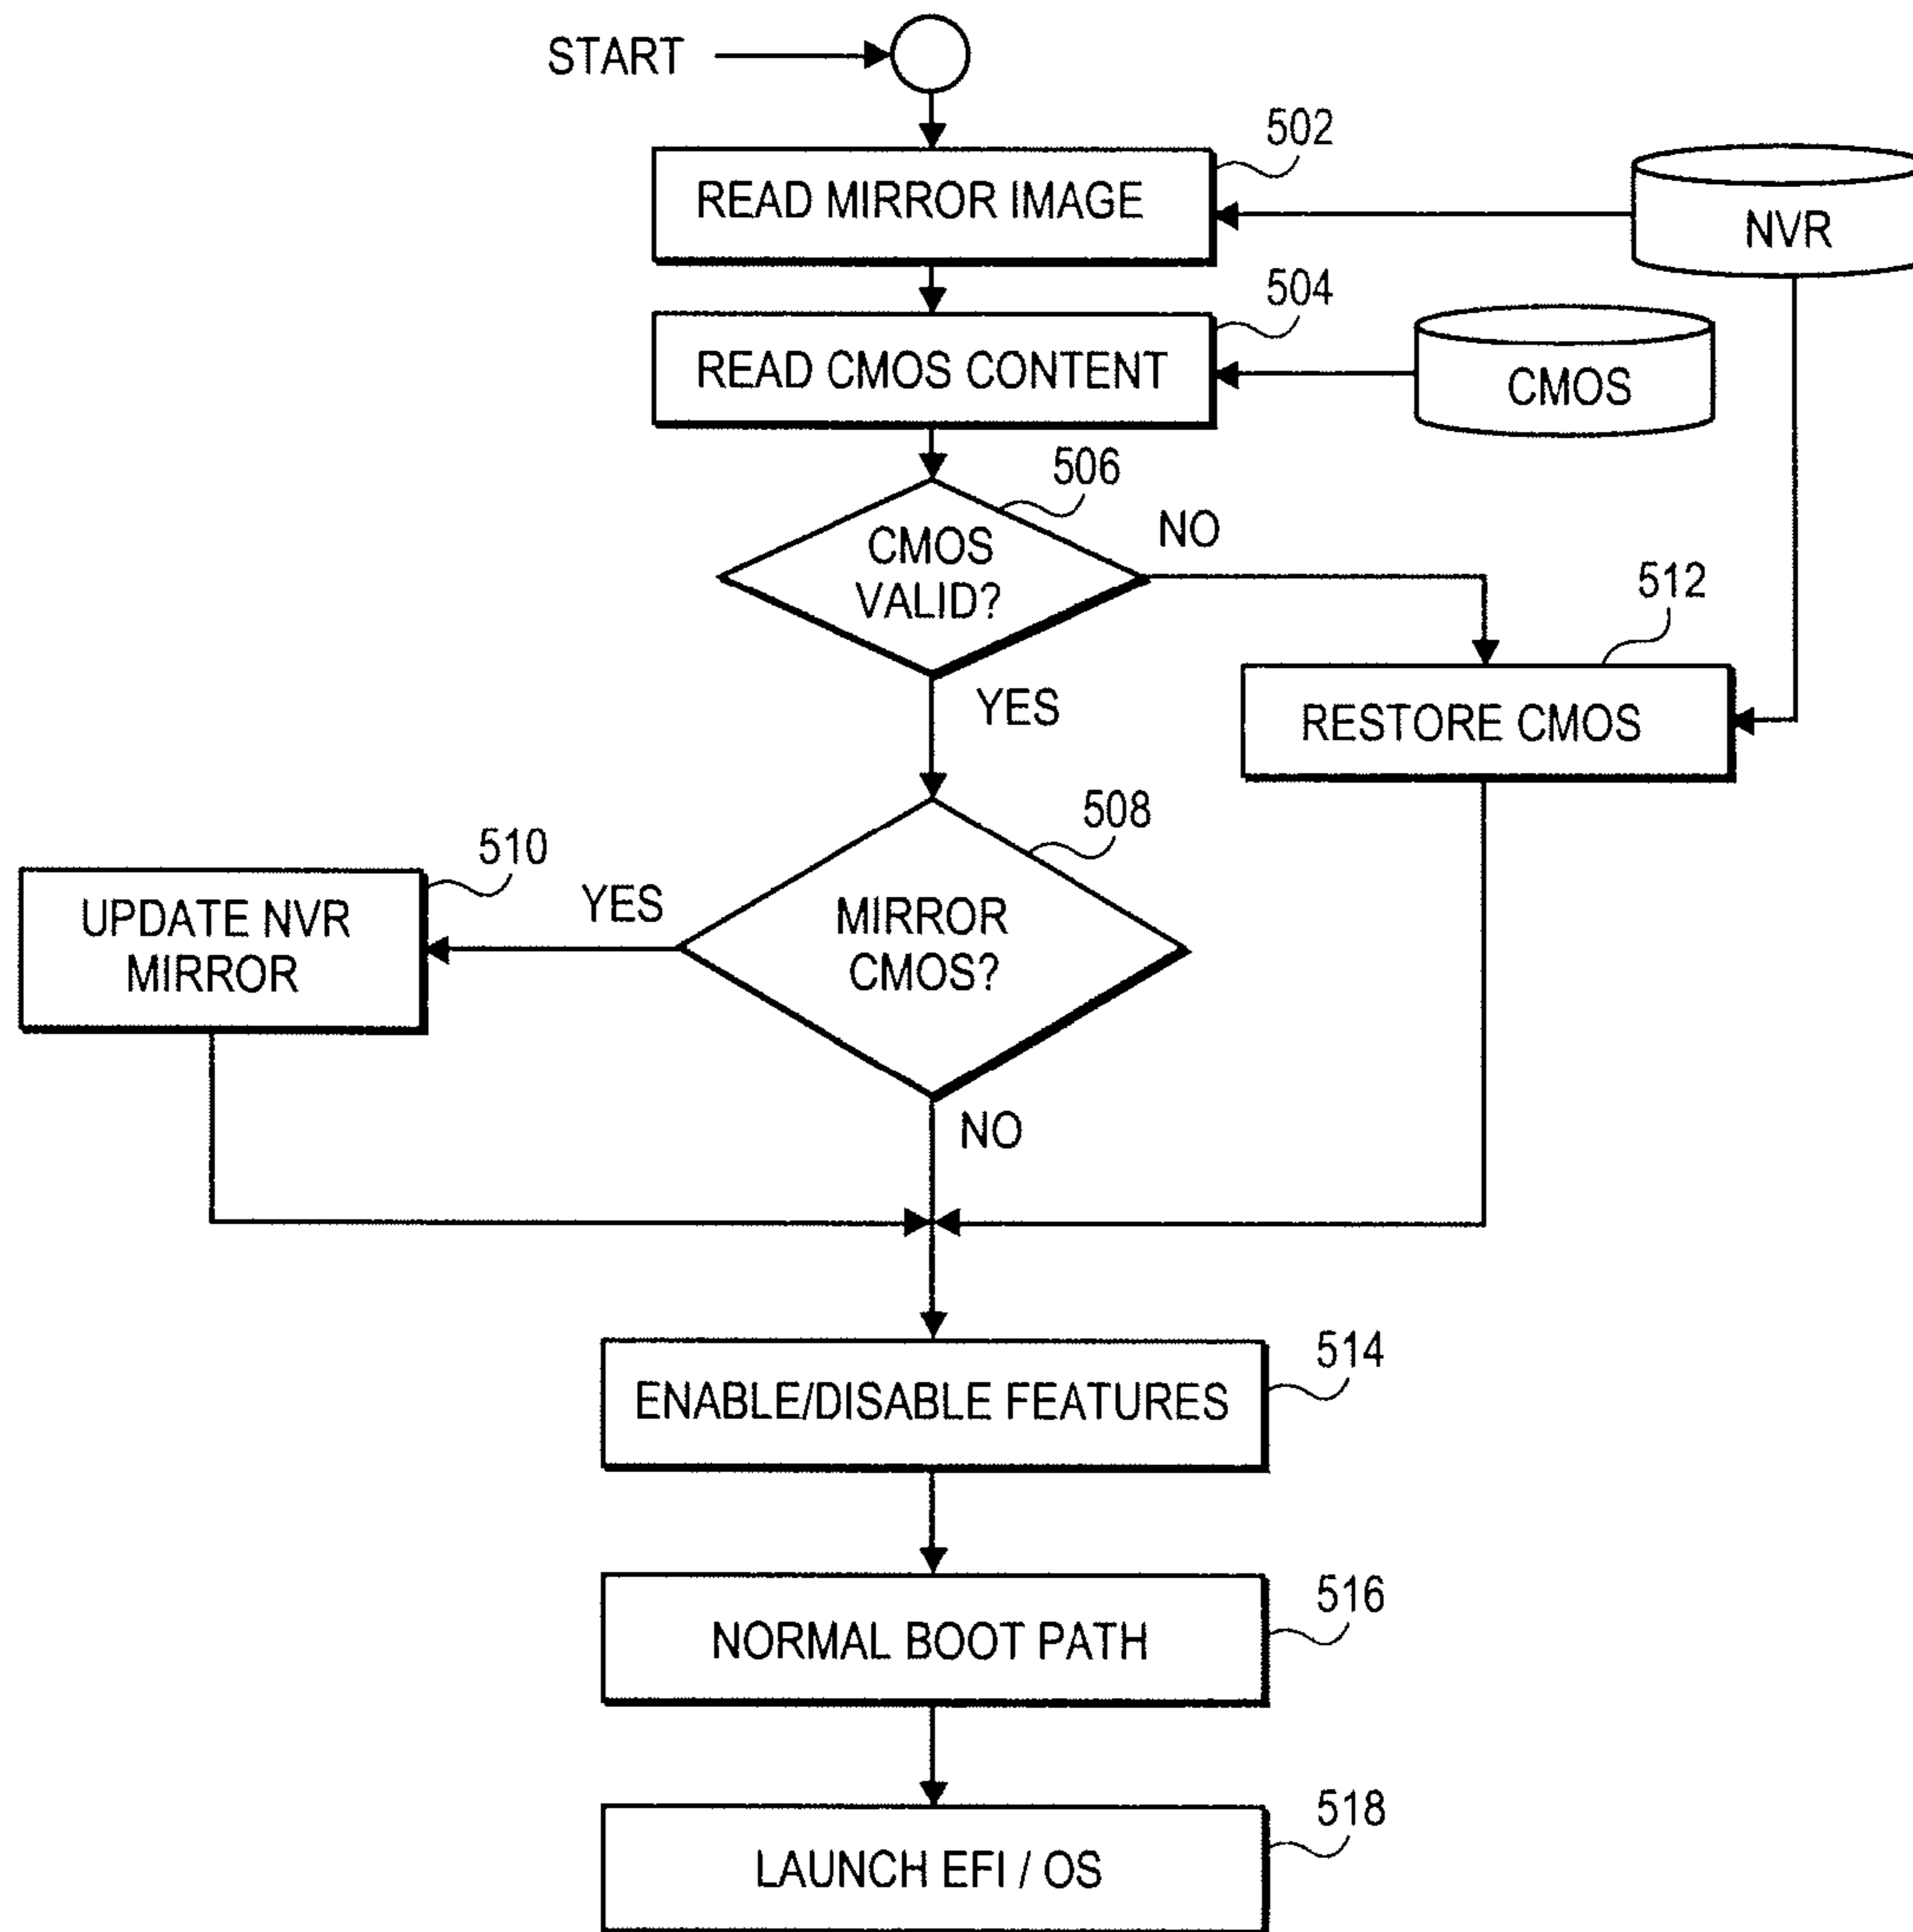 START
502
READ MIRROR IMAGE
NVR
504
READ CMOS CONTENT
CMOS
506
CMOS
VALID?
NO
512
YES
RESTORE CMOS
508
510
YES
UPDATE NVR
MIRROR
MIRROR
CMOS?
NO
514
ENABLE/DISABLE FEATURES
516
NORMAL BOOT PATH
518
LAUNCH EFI / OS